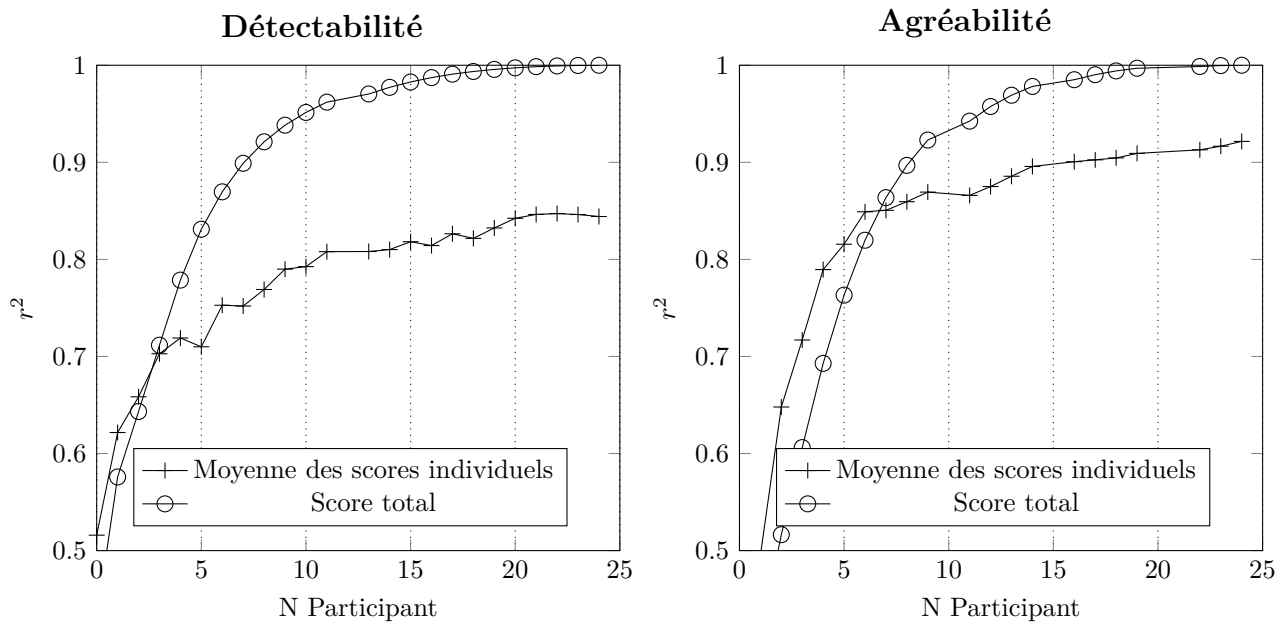 Détectabilité
1
0.9
0.8
0.7
0.6
0.5
r²
0
5
10
15
20
25
N Participant
Moyenne des scores individuels
Score total
Agréabilité
1
0.9
0.8
0.7
0.6
0.5
r²
0
5
10
15
20
25
N Participant
Moyenne des scores individuels
Score total